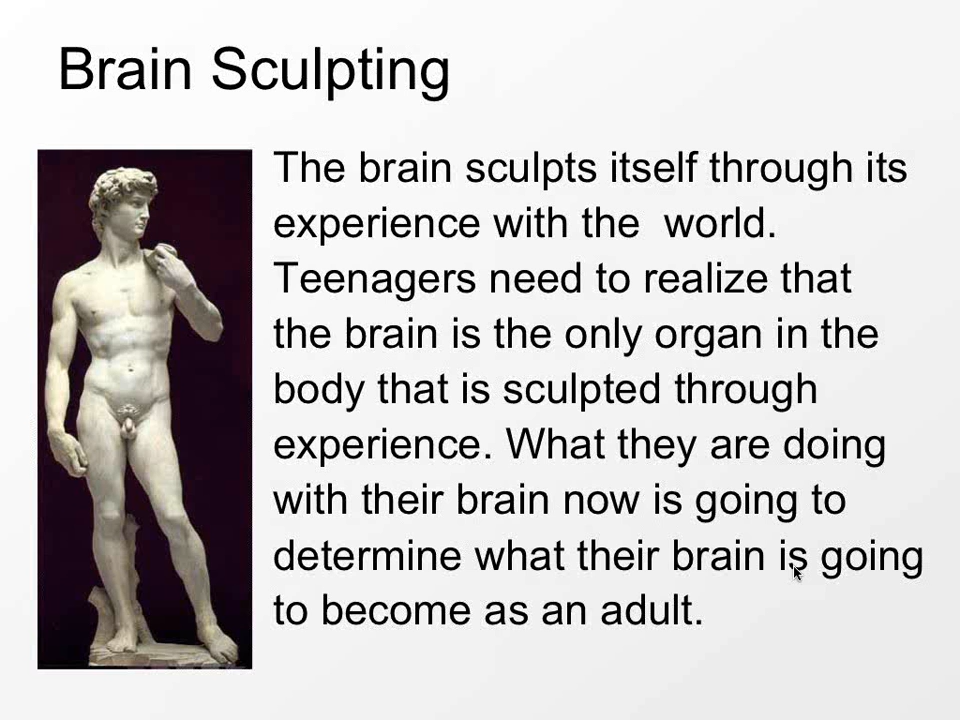 Brain Sculpting
The brain sculpts itself through its
experience with the  world.
Teenagers need to realize that
the brain is the only organ in the
body that is sculpted through
experience. What they are doing
with their brain now is going to
determine what their brain is going
to become as an adult.